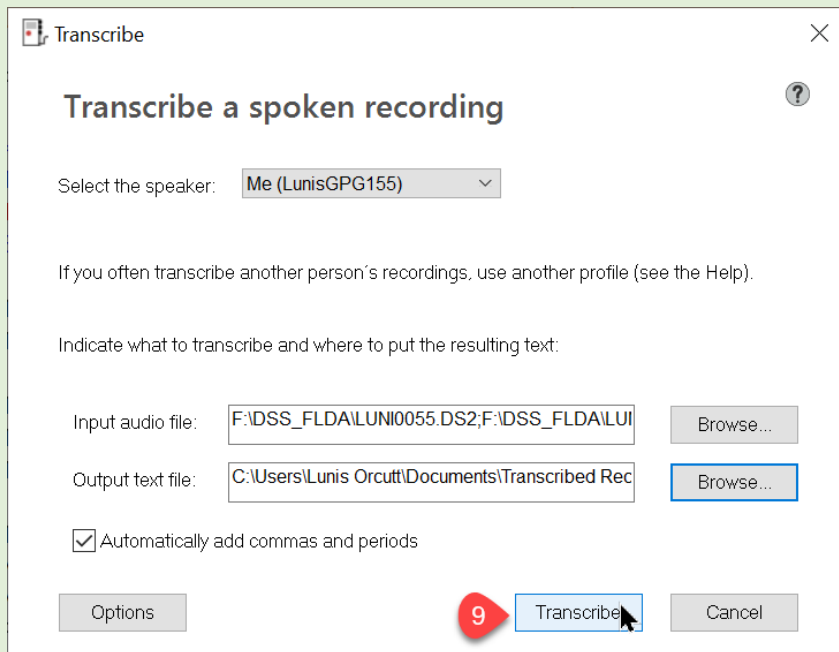 Transcribe
Transcribe a spoken recording
?
Select the speaker: Me (LunisGPG155)
If you often transcribe another person´s recordings, use another profile (see the Help).
Indicate what to transcribe and where to put the resulting text:
Input audio file: F:\DSS_FLDA\LUNI0055.DS2;F:\DSS_FLDA\LUI Browse...
Output text file: C:\Users\Lunis Orcutt\Documents\Transcribed Rec Browse...
Automatically add commas and periods
Options 9 Transcribe Cancel